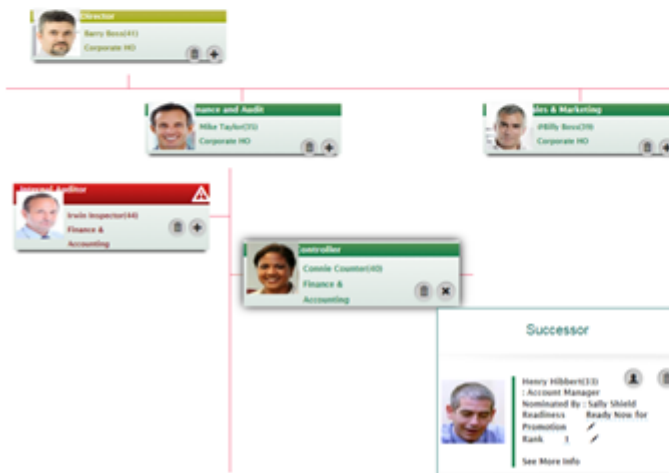 Director
Barry Boss(41)
Corporate HO
nance and Audit
Mike Taylor(35)
Corporate HO
ales & Marketing
Billy Boss(39)
Corporate HO
Internal Auditor
Irwin Inspector(44)
Finance &
Accounting
ontroller
Connie Counter(40)
Finance &
Accounting
Successor
Henry Hibbert(33)
: Account Manager
Nominated By : Sally Shield
Readiness Ready Now for
Promotion
Rank 1
See More Info